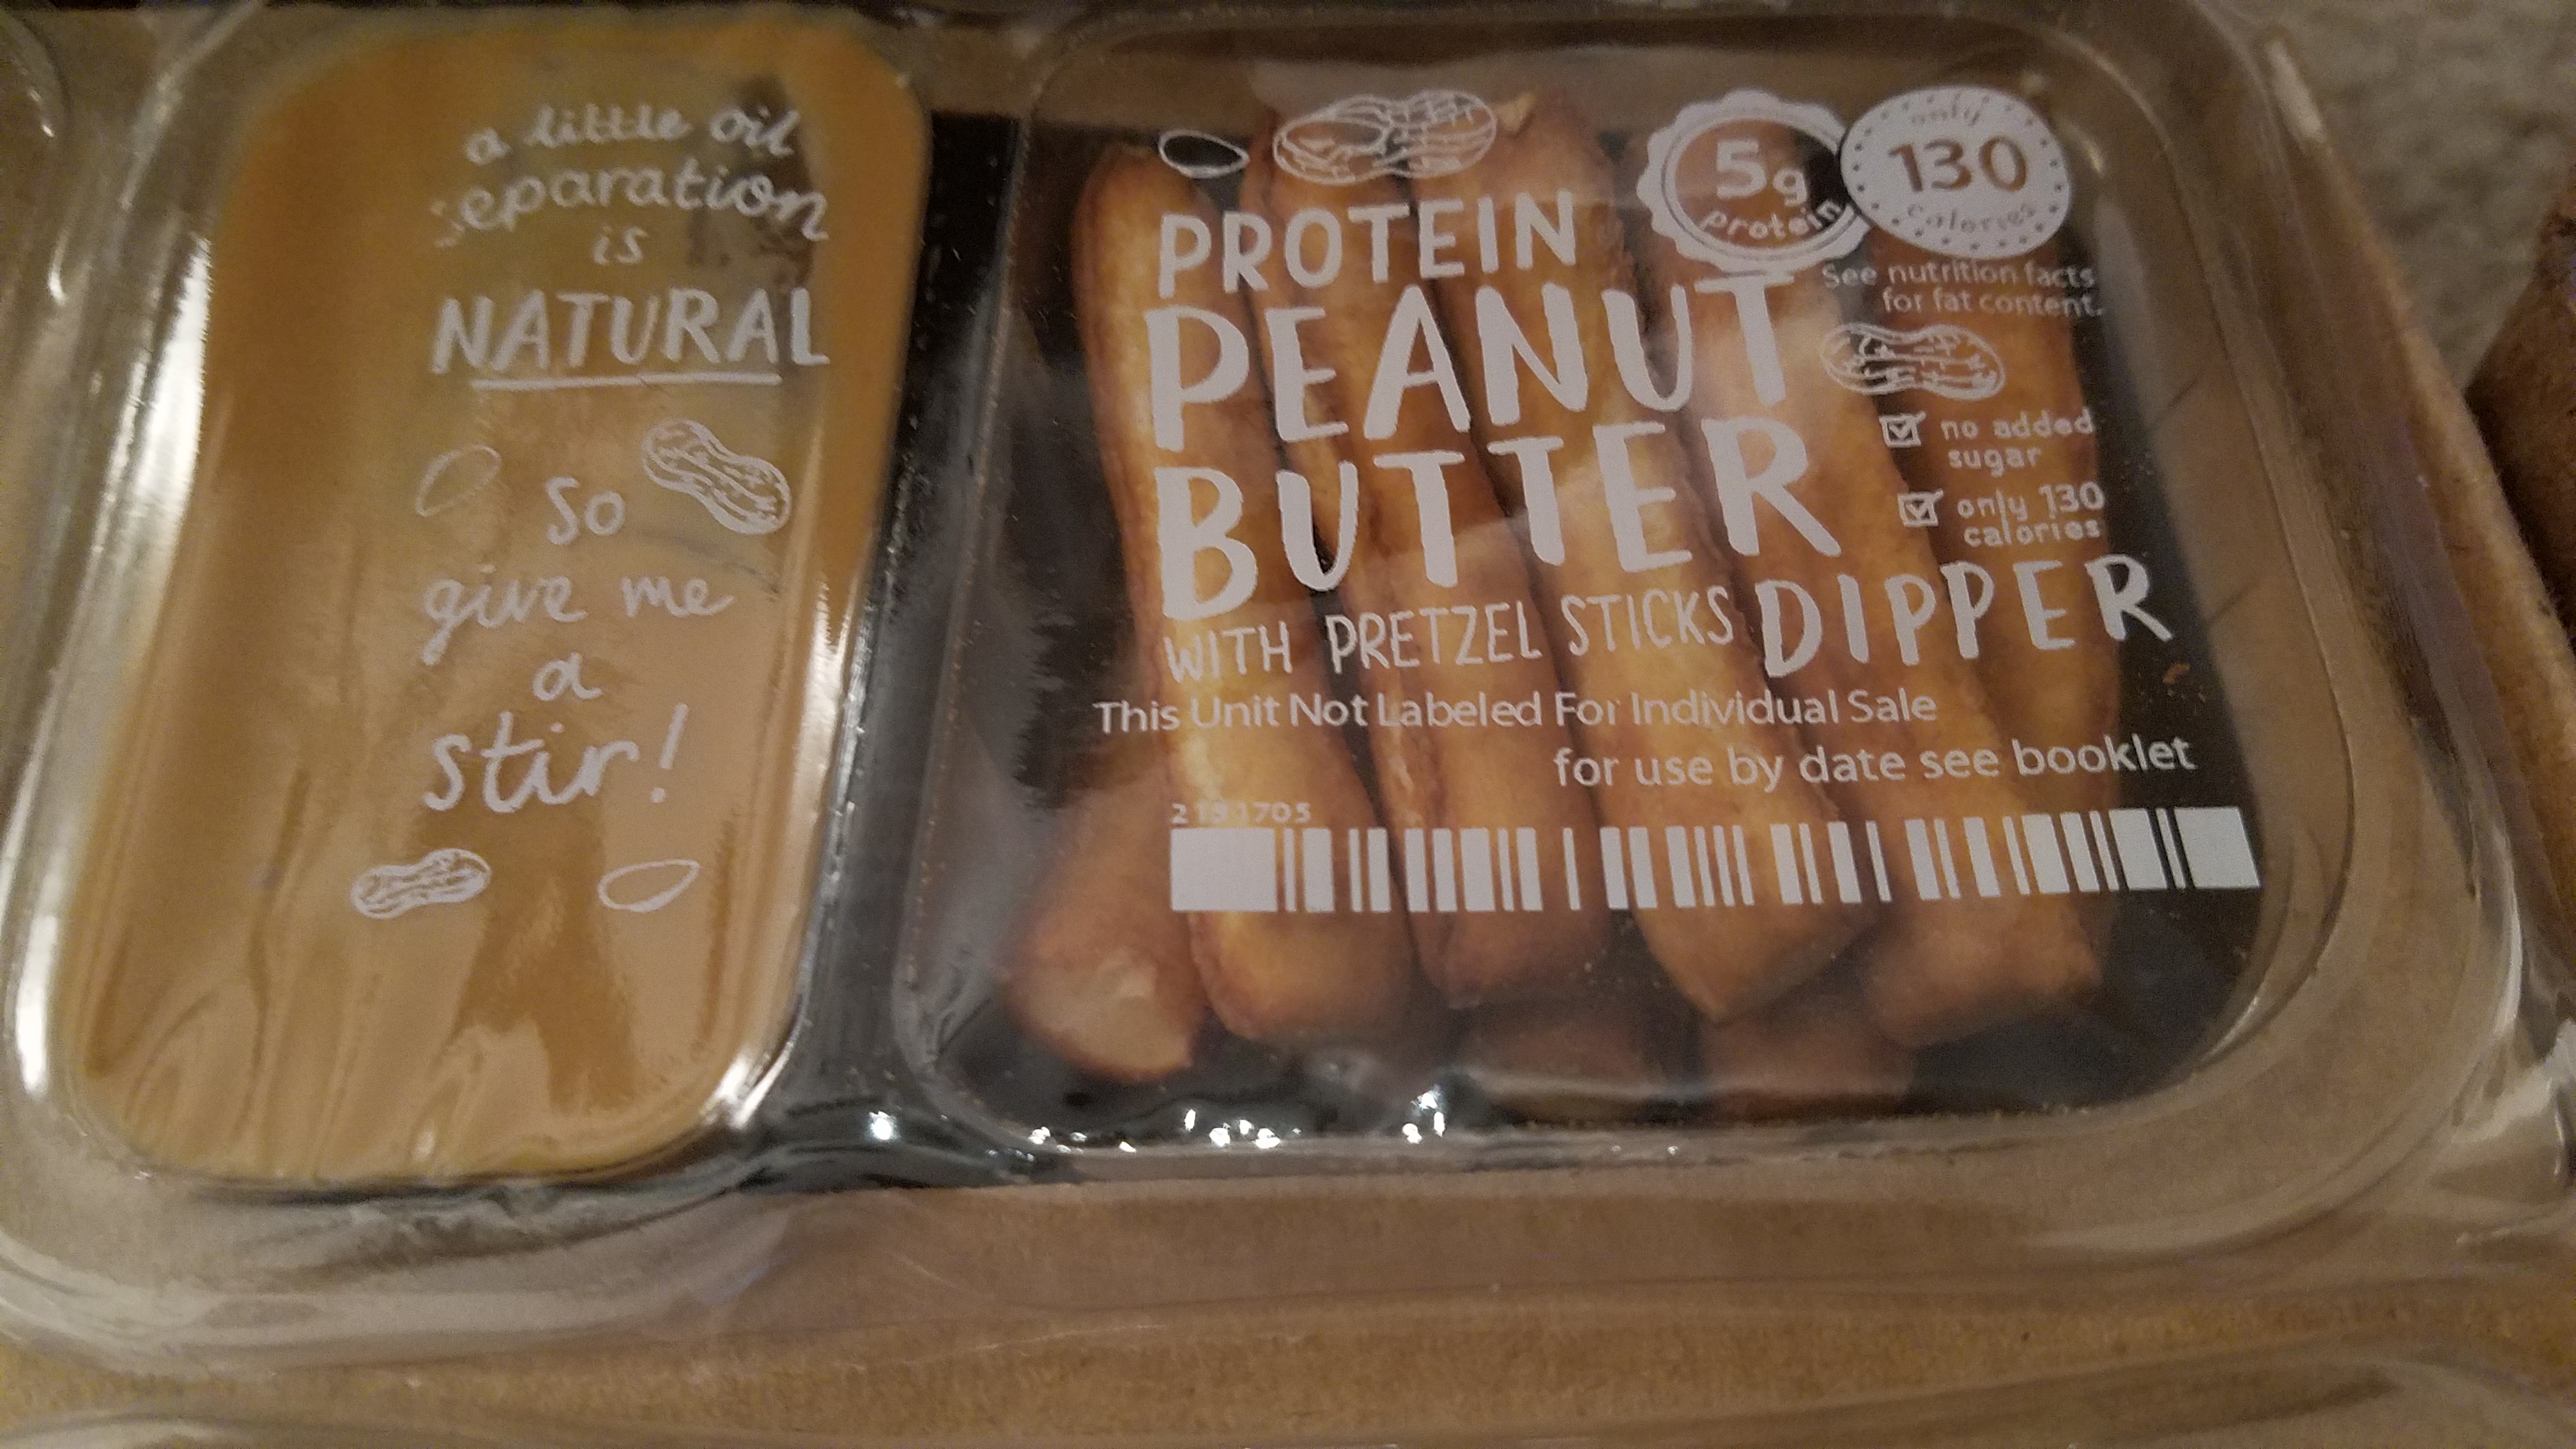 a little oil
separation
is
NATURAL
So
give me
a
stir!
5g
protein
only
130
calories
See nutrition facts
for fat content.
PROTEIN
PEANUT
BUTTER
no added
sugar
only 130
calories
WITH PRETZEL STICKS DIPPER
This Unit Not Labeled For Individual Sale
for use by date see booklet